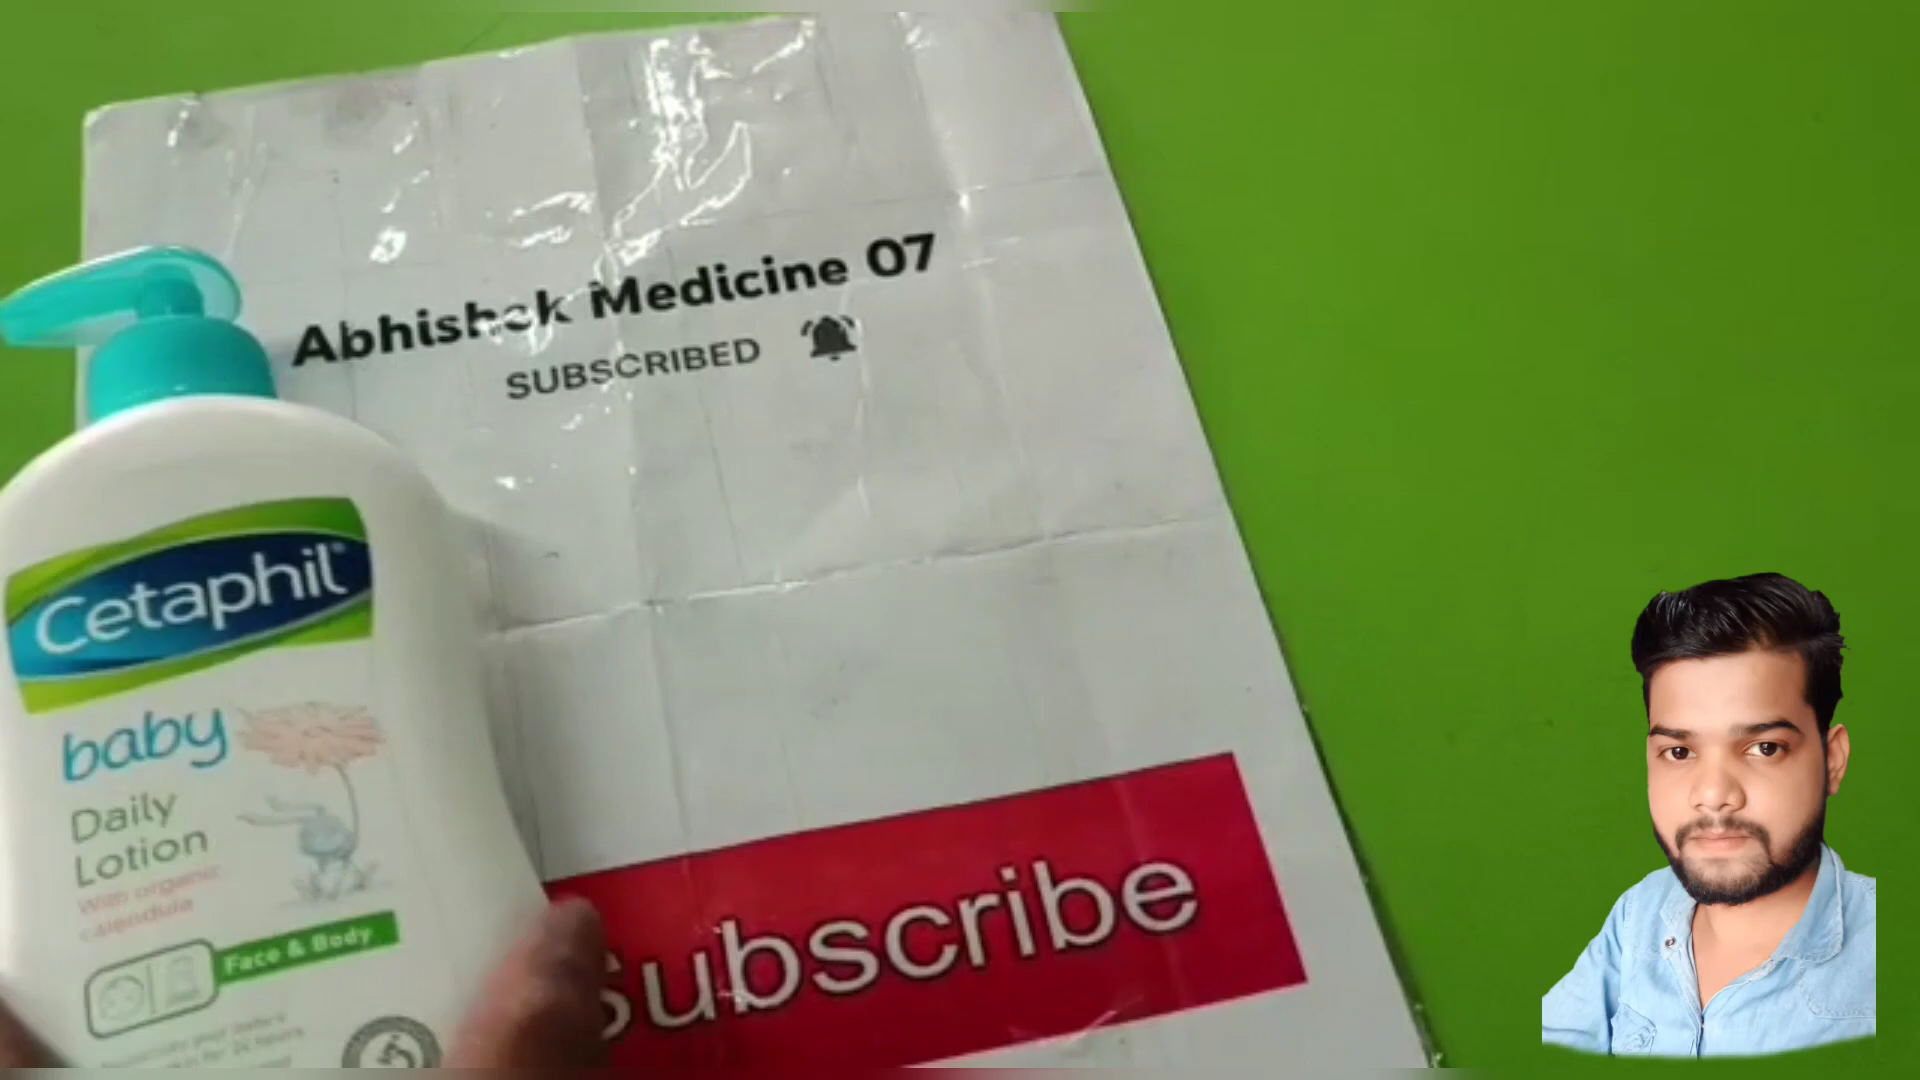 Abhishek Medicine 07
SUBSCRIBED
Cetaphil
baby
Daily
Lotion
With organic
calendula
Face & Body
Subscribe